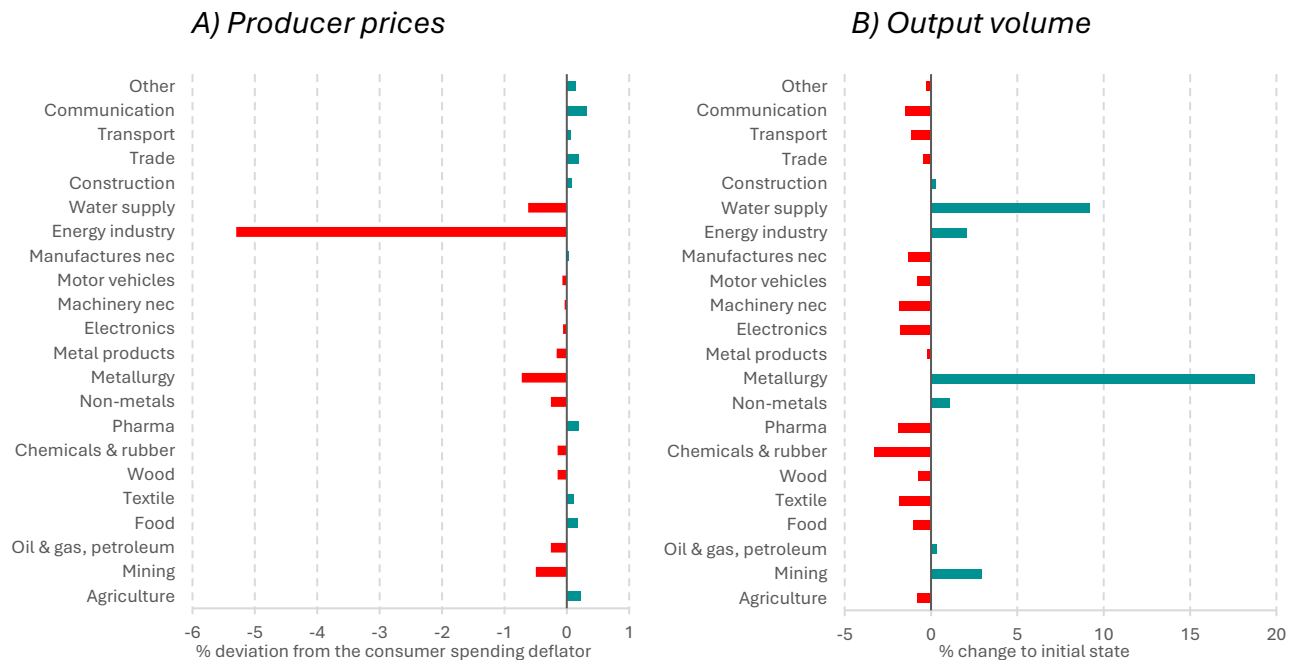 A) Producer prices
Other
Communication
Transport
Trade
Construction
Water supply
Energy industry
Manufactures nec
Motor vehicles
Machinery nec
Electronics
Metal products
Metallurgy
Non-metals
Pharma
Chemicals & rubber
Wood
Textile
Food
Oil & gas, petroleum
Mining
Agriculture
-6 -5 -4 -3 -2 -1 0 1
% deviation from the consumer spending deflator
B) Output volume
Other
Communication
Transport
Trade
Construction
Water supply
Energy industry
Manufactures nec
Motor vehicles
Machinery nec
Electronics
Metal products
Metallurgy
Non-metals
Pharma
Chemicals & rubber
Wood
Textile
Food
Oil & gas, petroleum
Mining
Agriculture
-5 0 5 10 15 20
% change to initial state